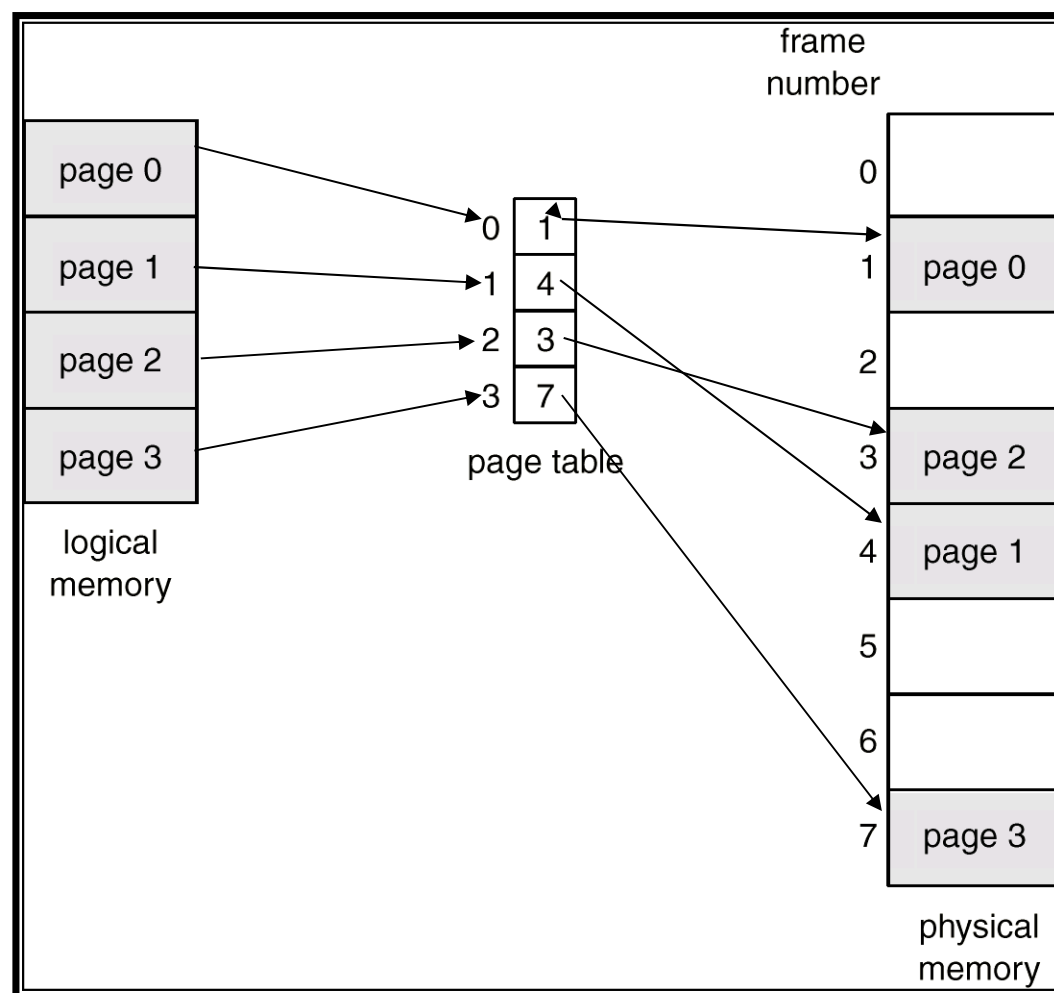 frame
number
page 0
page 1
page 2
page 3
logical
memory
0 1
1 4
2 3
3 7
page table
0
1 page 0
2
3 page 2
4 page 1
5
6
7 page 3
physical
memory